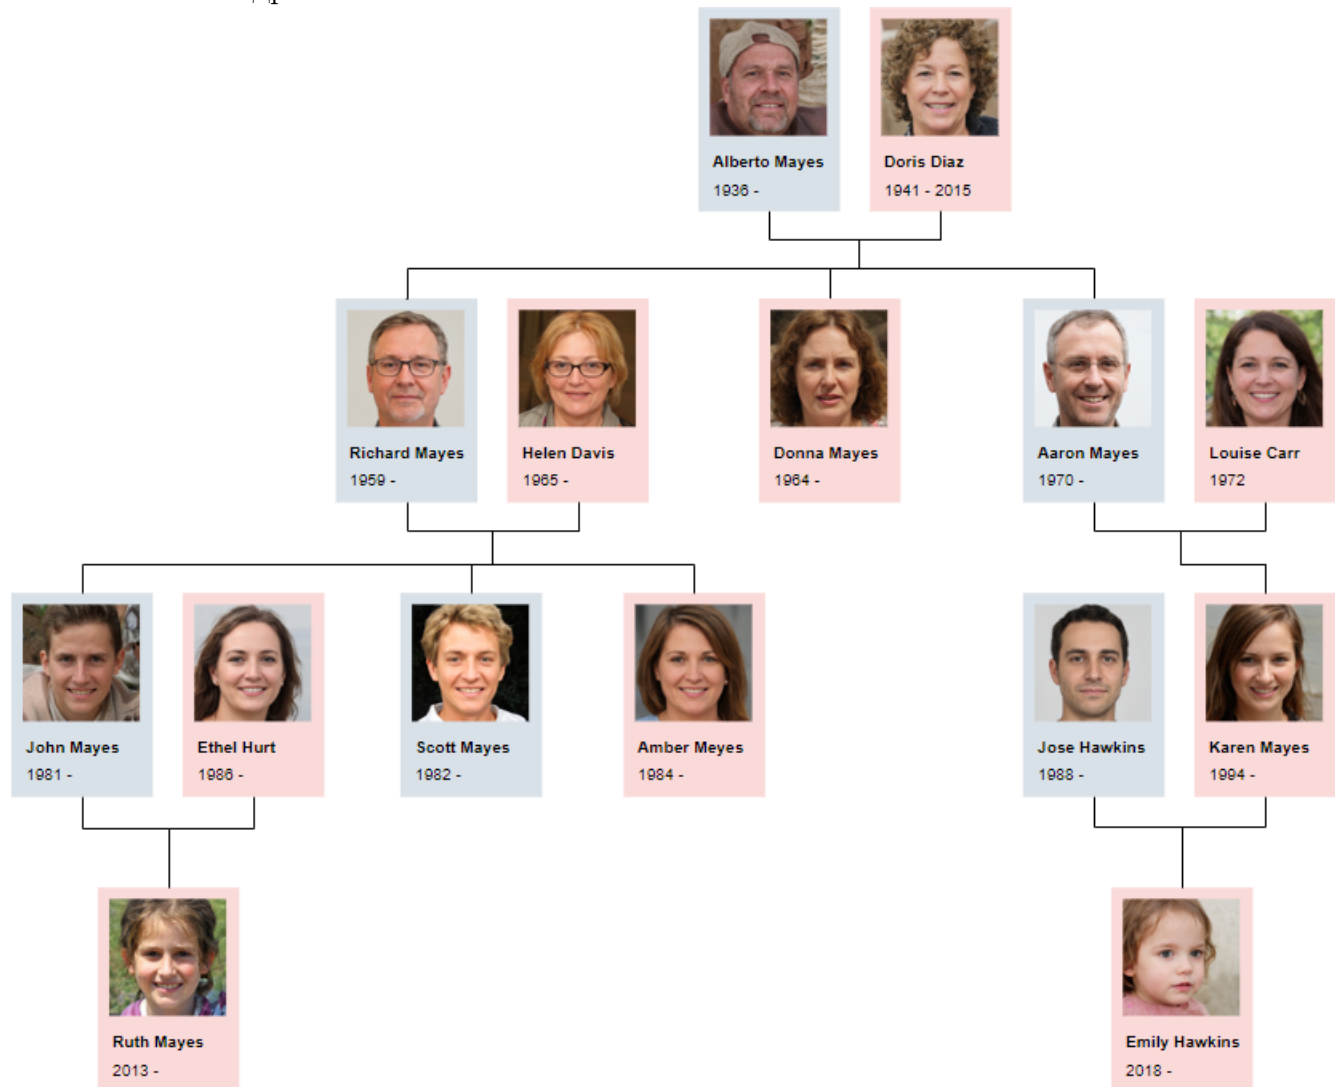 др
Alberto Mayes
1936 -
Doris Diaz
1941 - 2015
Richard Mayes
1959 -
Helen Davis
1965 -
Donna Mayes
1964 -
Aaron Mayes
1970 -
Louise Carr
1972
John Mayes
1981 -
Ethel Hurt
1986 -
Scott Mayes
1982 -
Amber Meyes
1984 -
Jose Hawkins
1988 -
Karen Mayes
1994 -
Ruth Mayes
2013 -
Emily Hawkins
2018 -